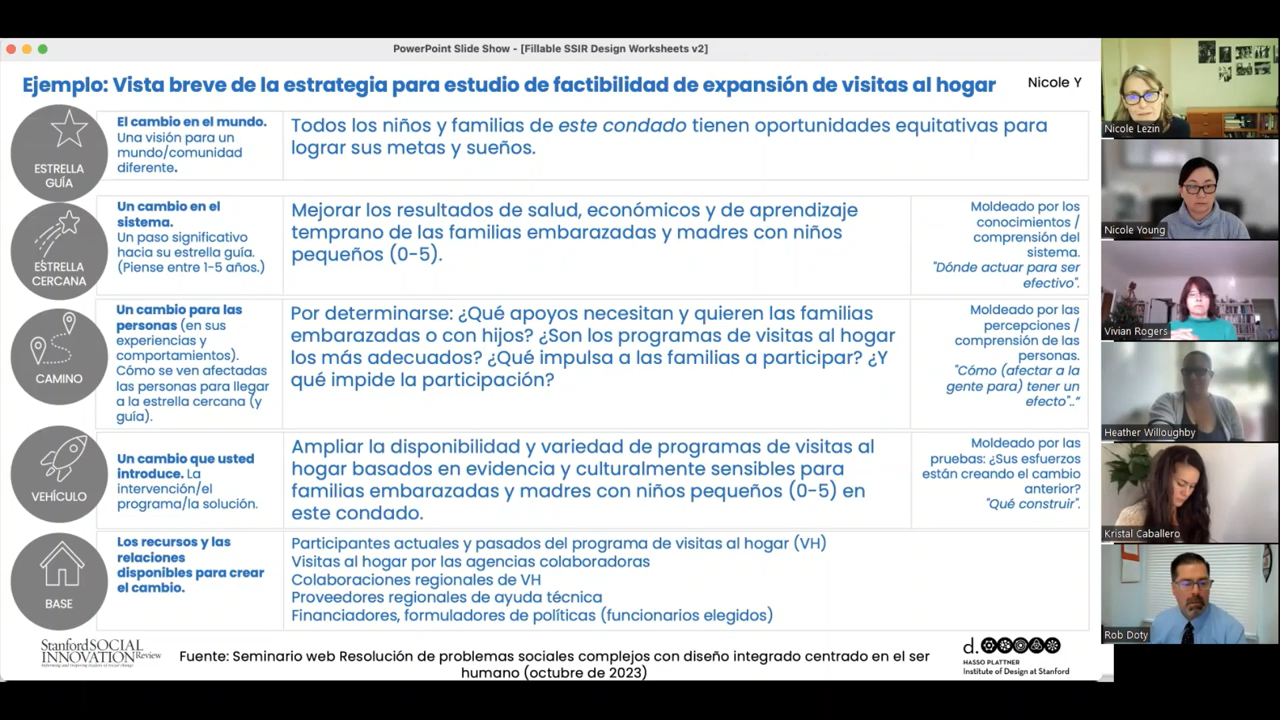 PowerPoint Slide Show - [Fillable SSIR Design Worksheets v2]
Ejemplo: Vista breve de la estrategia para estudio de factibilidad de expansión de visitas al hogar
Nicole Y
ESTRELLA
GUÍA
El cambio en el mundo.
Una visión para un
mundo/comunidad
diferente.
Todos los niños y familias de este condado tienen oportunidades equitativas para
lograr sus metas y sueños.
ESTRELLA
CERCANA
Un cambio en el
sistema.
Un paso significativo
hacia su estrella guía.
(Piense entre 1-5 años.)
Mejorar los resultados de salud, económicos y de aprendizaje
temprano de las familias embarazadas y madres con niños
pequeños (0-5).
Moldeado por los
conocimientos /
comprensión del
sistema.
"Dónde actuar para ser
efectivo".
CAMINO
Un cambio para las
personas (en sus
experiencias y
comportamientos).
Cómo se ven afectadas
las personas para llegar
a la estrella cercana (y
guía).
Por determinarse: ¿Qué apoyos necesitan y quieren las familias
embarazadas o con hijos? ¿Son los programas de visitas al hogar
los más adecuados? ¿Qué impulsa a las familias a participar? ¿Y
qué impide la participación?
Moldeado por las
percepciones /
comprensión de las
personas.
"Cómo (afectar a la
gente para) tener un
efecto".."
VEHÍCULO
Un cambio que usted
introduce. La
intervención/el
programa/la solución.
Ampliar la disponibilidad y variedad de programas de visitas al
hogar basados en evidencia y culturalmente sensibles para
familias embarazadas y madres con niños pequeños (0-5) en
este condado.
Moldeado por las
pruebas: ¿Sus esfuerzos
están creando el cambio
anterior?
"Qué construir".
BASE
Los recursos y las
relaciones
disponibles para crear
el cambio.
Participantes actuales y pasados del programa de visitas al hogar (VH)
Visitas al hogar por las agencias colaboradoras
Colaboraciones regionales de VH
Proveedores regionales de ayuda técnica
Financiadores, formuladores de políticas (funcionarios elegidos)
Stanford SOCIAL
INNOVATION Review
Informing and inspiring leaders of social change
Fuente: Seminario web Resolución de problemas sociales complejos con diseño integrado centrado en el ser
humano (octubre de 2023)
d.
HASSO PLATTNER
Institute of Design at Stanford
Nicole Lezin
Nicole Young
Vivian Rogers
Heather Willoughby
Kristal Caballero
Rob Doty